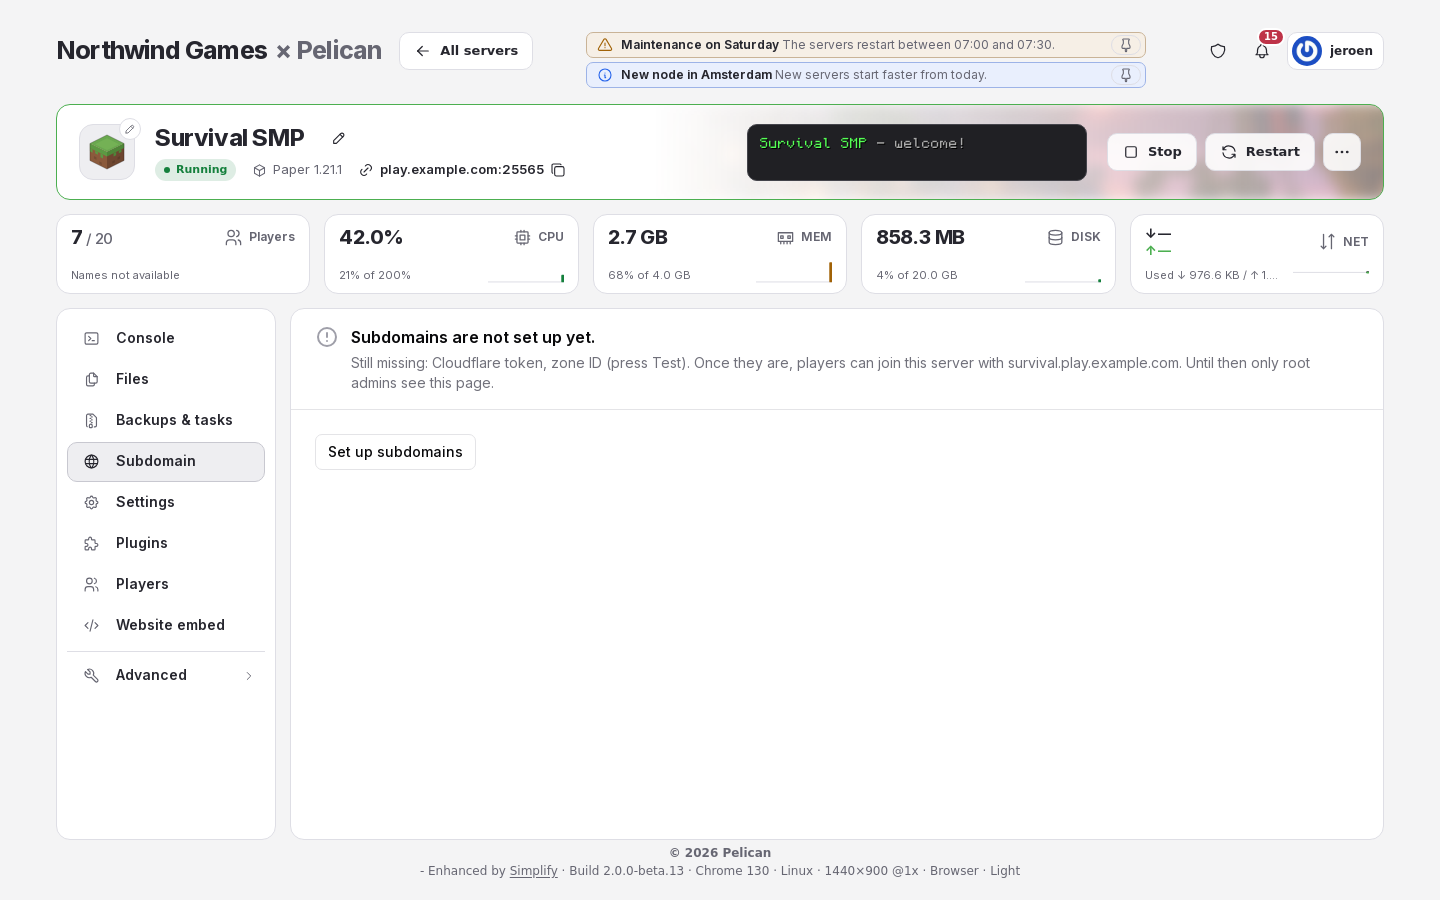 Northwind Games × Pelican
All servers
Maintenance on Saturday The servers restart between 07:00 and 07:30.
New node in Amsterdam New servers start faster from today.
15
jeroen
Survival SMP
Running
Paper 1.21.1
play.example.com:25565
Survival SMP - welcome!
Stop
Restart
7 / 20
Players
Names not available
42.0%
CPU
21% of 200%
2.7 GB
MEM
68% of 4.0 GB
858.3 MB
DISK
4% of 20.0 GB
↓—
↑—
NET
Used ↓ 976.6 KB / ↑ 1....
Console
Files
Backups & tasks
Subdomain
Settings
Plugins
Players
Website embed
Advanced
Subdomains are not set up yet.
Still missing: Cloudflare token, zone ID (press Test). Once they are, players can join this server with survival.play.example.com. Until then only root
admins see this page.
Set up subdomains
© 2026 Pelican
- Enhanced by Simplify · Build 2.0.0-beta.13 · Chrome 130 · Linux · 1440×900 @1x · Browser · Light